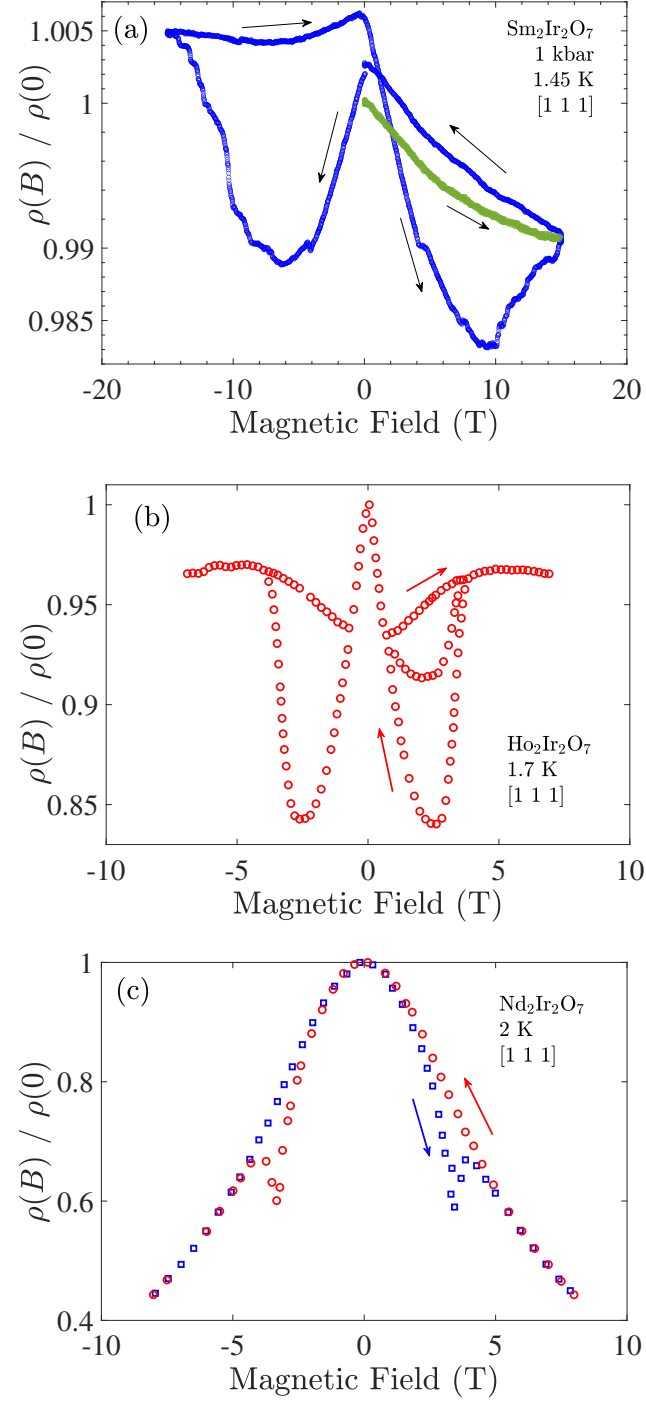 (a)
Sm₂Ir₂O₇
1 kbar
1.45 K
[1 1 1]
ρ(B) / ρ(0)
1.005
1
0.99
0.985
-20
-10
0
10
20
Magnetic Field (T)
(b)
Ho₂Ir₂O₇
1.7 K
[1 1 1]
ρ(B) / ρ(0)
1
0.95
0.9
0.85
-10
-5
0
5
10
Magnetic Field (T)
(c)
Nd₂Ir₂O₇
2 K
[1 1 1]
ρ(B) / ρ(0)
1
0.8
0.6
0.4
-10
-5
0
5
10
Magnetic Field (T)